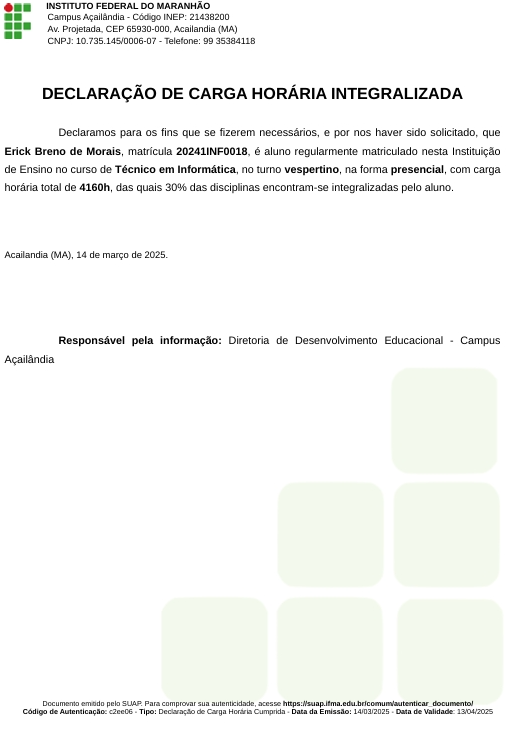 INSTITUTO FEDERAL DO MARANHÃO
Campus Açailândia - Código INEP: 21438200
Av. Projetada, CEP 65930-000, Acailandia (MA)
CNPJ: 10.735.145/0006-07 - Telefone: 99 35384118
DECLARAÇÃO DE CARGA HORÁRIA INTEGRALIZADA
Declaramos para os fins que se fizerem necessários, e por nos haver sido solicitado, que
Erick Breno de Morais, matrícula 20241INF0018, é aluno regularmente matriculado nesta Instituição
de Ensino no curso de Técnico em Informática, no turno vespertino, na forma presencial, com carga
horária total de 4160h, das quais 30% das disciplinas encontram-se integralizadas pelo aluno.
Acailandia (MA), 14 de março de 2025.
Responsável pela informação: Diretoria de Desenvolvimento Educacional - Campus
Açailândia
Documento emitido pelo SUAP. Para comprovar sua autenticidade, acesse https://suap.ifma.edu.br/comum/autenticar_documento/
Código de Autenticação: c2ee06 - Tipo: Declaração de Carga Horária Cumprida - Data da Emissão: 14/03/2025 - Data de Validade: 13/04/2025